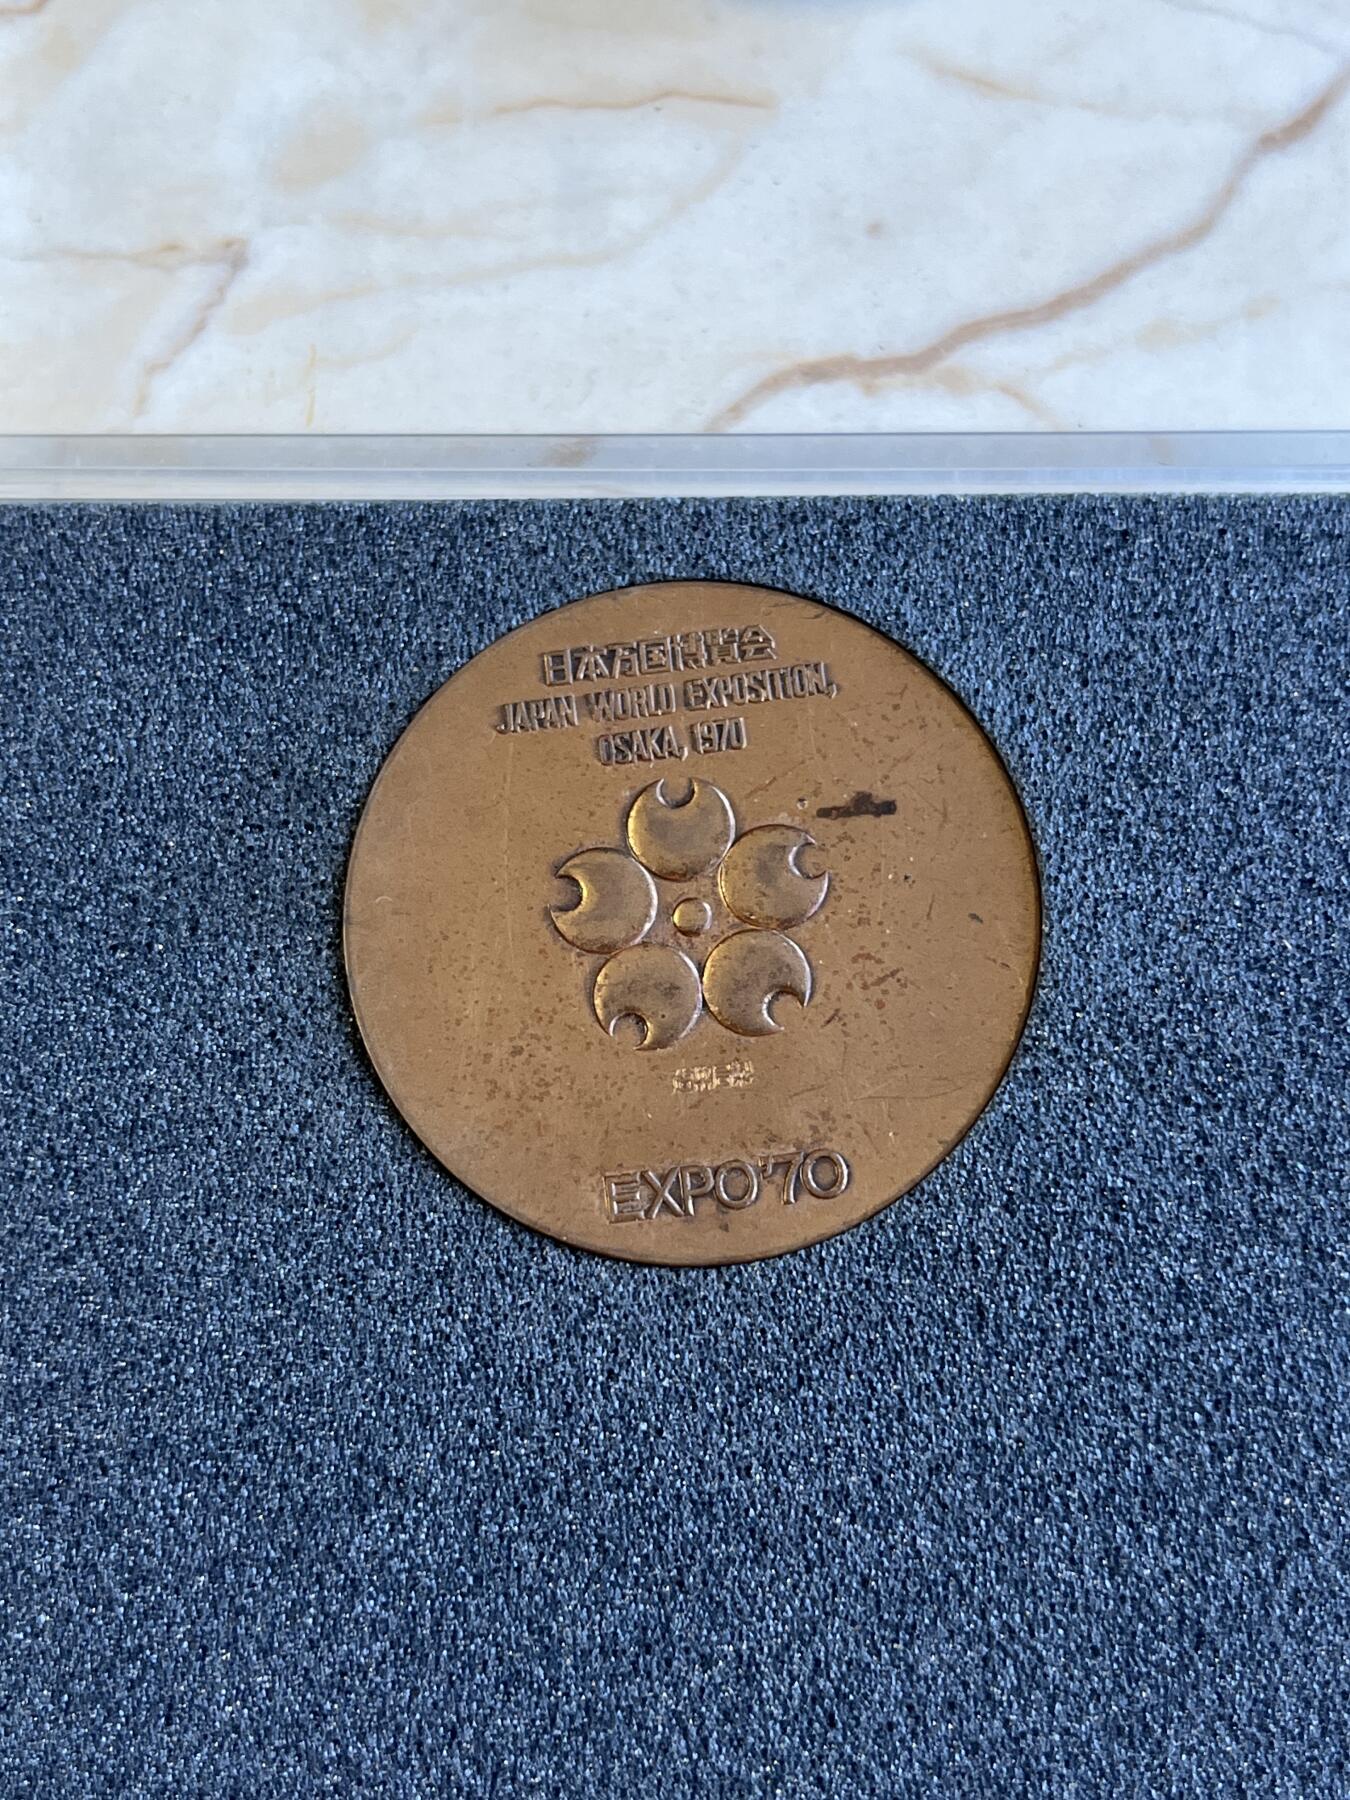 日本万国博覧会
JAPAN WORLD EXPOSITION,
OSAKA, 1970
EXPO'70